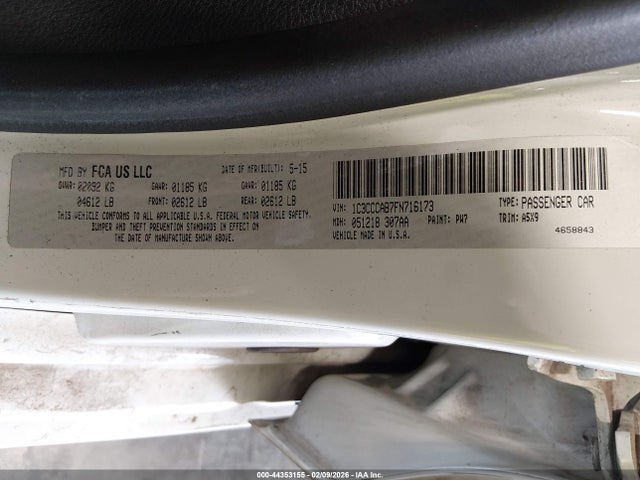 MFD BY FCA US LLC DATE OF MFR(BUILT): 5-15
GVWR: 02092 KG GAWR: 01185 KG GAWR: 01185 KG
04612 LB FRONT: 02612 LB REAR: 02612 LB
THIS VEHICLE CONFORMS TO ALL APPLICABLE U.S.A. FEDERAL MOTOR VEHICLE SAFETY,
BUMPER AND THEFT PREVENTION STANDARDS IN EFFECT ON
THE DATE OF MANUFACTURE SHOWN ABOVE.
VIN: 1C3CCCAB7FN716173 TYPE: PASSENGER CAR
MDH: 051218 307AA PAINT: PW7 TRIM: A5X9
VEHICLE MADE IN U.S.A. 4658843
000-44353155 - 02/09/2026 - IAA Inc.